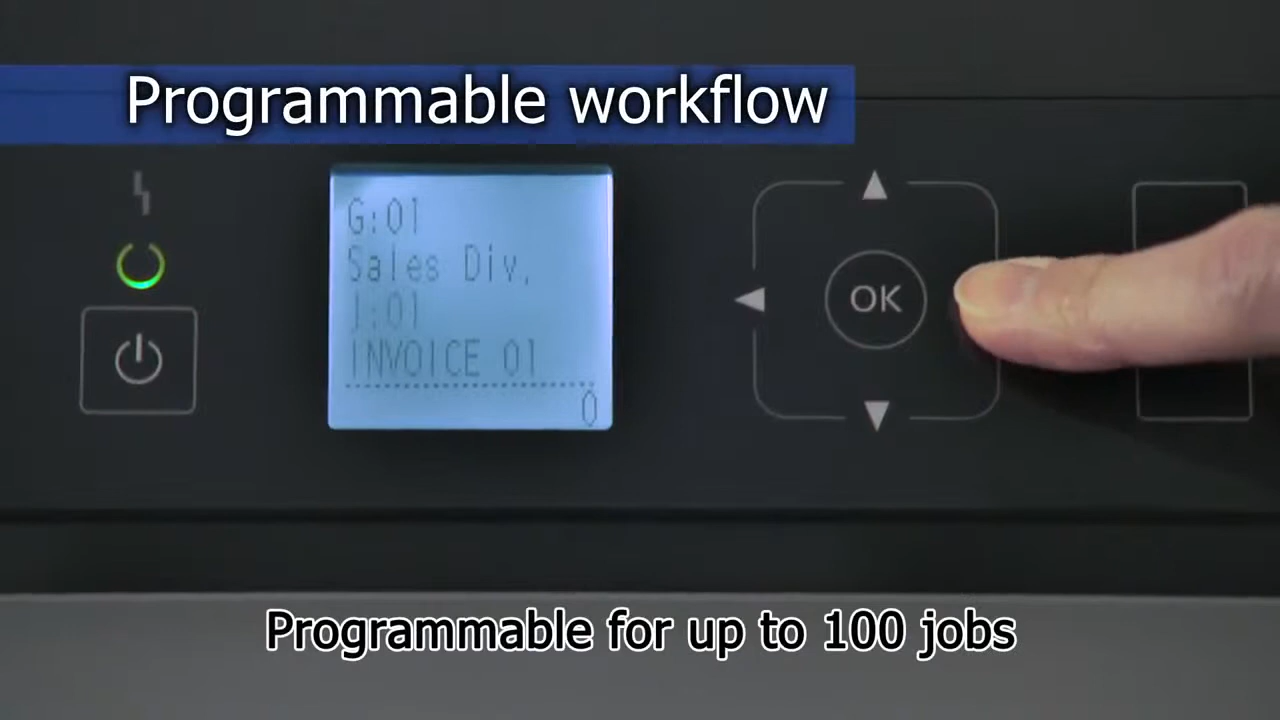 Programmable workflow
G:01
Sales Div.
J:01
INVOICE 01
0
OK
Programmable for up to 100 jobs